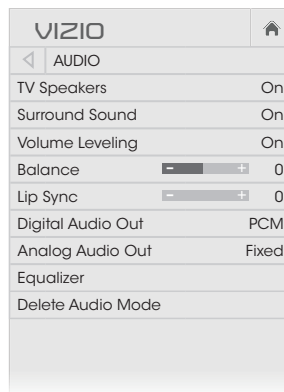 VIZIO
AUDIO
TV Speakers On
Surround Sound On
Volume Leveling On
Balance - + 0
Lip Sync - + 0
Digital Audio Out PCM
Analog Audio Out Fixed
Equalizer
Delete Audio Mode